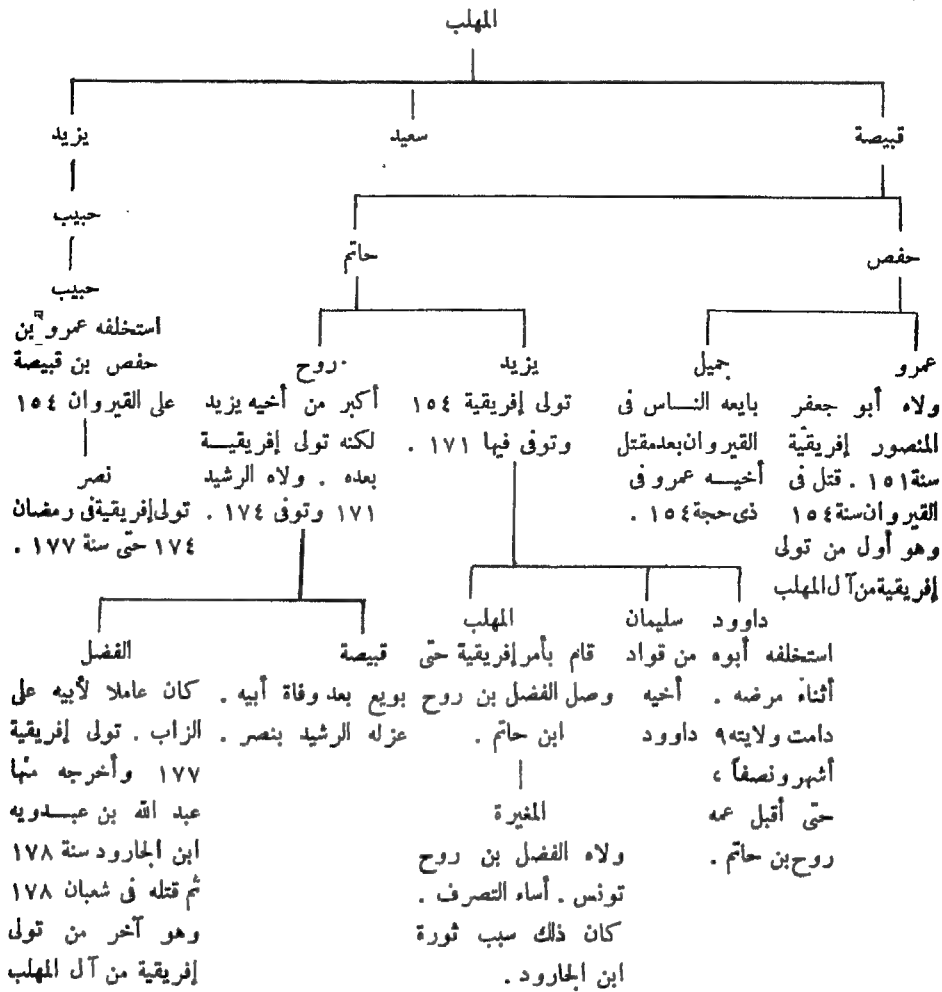 المهلب
قبيصة
سعيد
يزيد
حبيب
حبيب
استخلفه عمرو بن
حفص بن قبيصة
على القيروان ١٥٤
نصر
تولى إفريقية فى رمضان
١٧٤ حتى سنة ١٧٧ .
حفص
حاتم
عمرو
ولاه أبو جعفر
المنصور إفريقية
سنة ١٥١ . قتل فى
القيروان سنة ١٥٤
وهو أول من تولى
إفريقية من آل المهلب
جميل
بايعه النــاس فى
القيروان بعد مقتل
أخيــه عمرو فى
ذى حجة ١٥٤ .
يزيد
تولى إفريقية ١٥٤
وتوفى فيها ١٧١ .
روح
أكبر من أخيه يزيد
لكنه تولى إفريقيــة
بعده . ولاه الرشيد
١٧١ وتوفى ١٧٤ .
داوود
استخلفه أبوه
أثناء مرضه .
دامت ولايته ٩
أشهر ونصفاً ،
حتى أقبل عمه
روح بن حاتم .
سليمان
من قواد
أخيه
داوود
المهلب
قام بأمر إفريقية حتى
وصل الفضل بن روح
ابن حاتم .
المغيرة
ولاه الفضل بن روح
تونس . أساء التصرف .
كان ذلك سبب ثورة
ابن الجارود .
قبيصة
بويع بعد وفاة أبيه .
عزله الرشيد بنصر .
الفضل
كان عاملا لأبيه على
الزاب . تولى إفريقية
١٧٧ وأخرجه منها
عبد الله بن عبــدويه
ابن الجارود سنة ١٧٨
ثم قتله فى شعبان ١٧٨
وهو آخر من تولى
إفريقية من آل المهلب